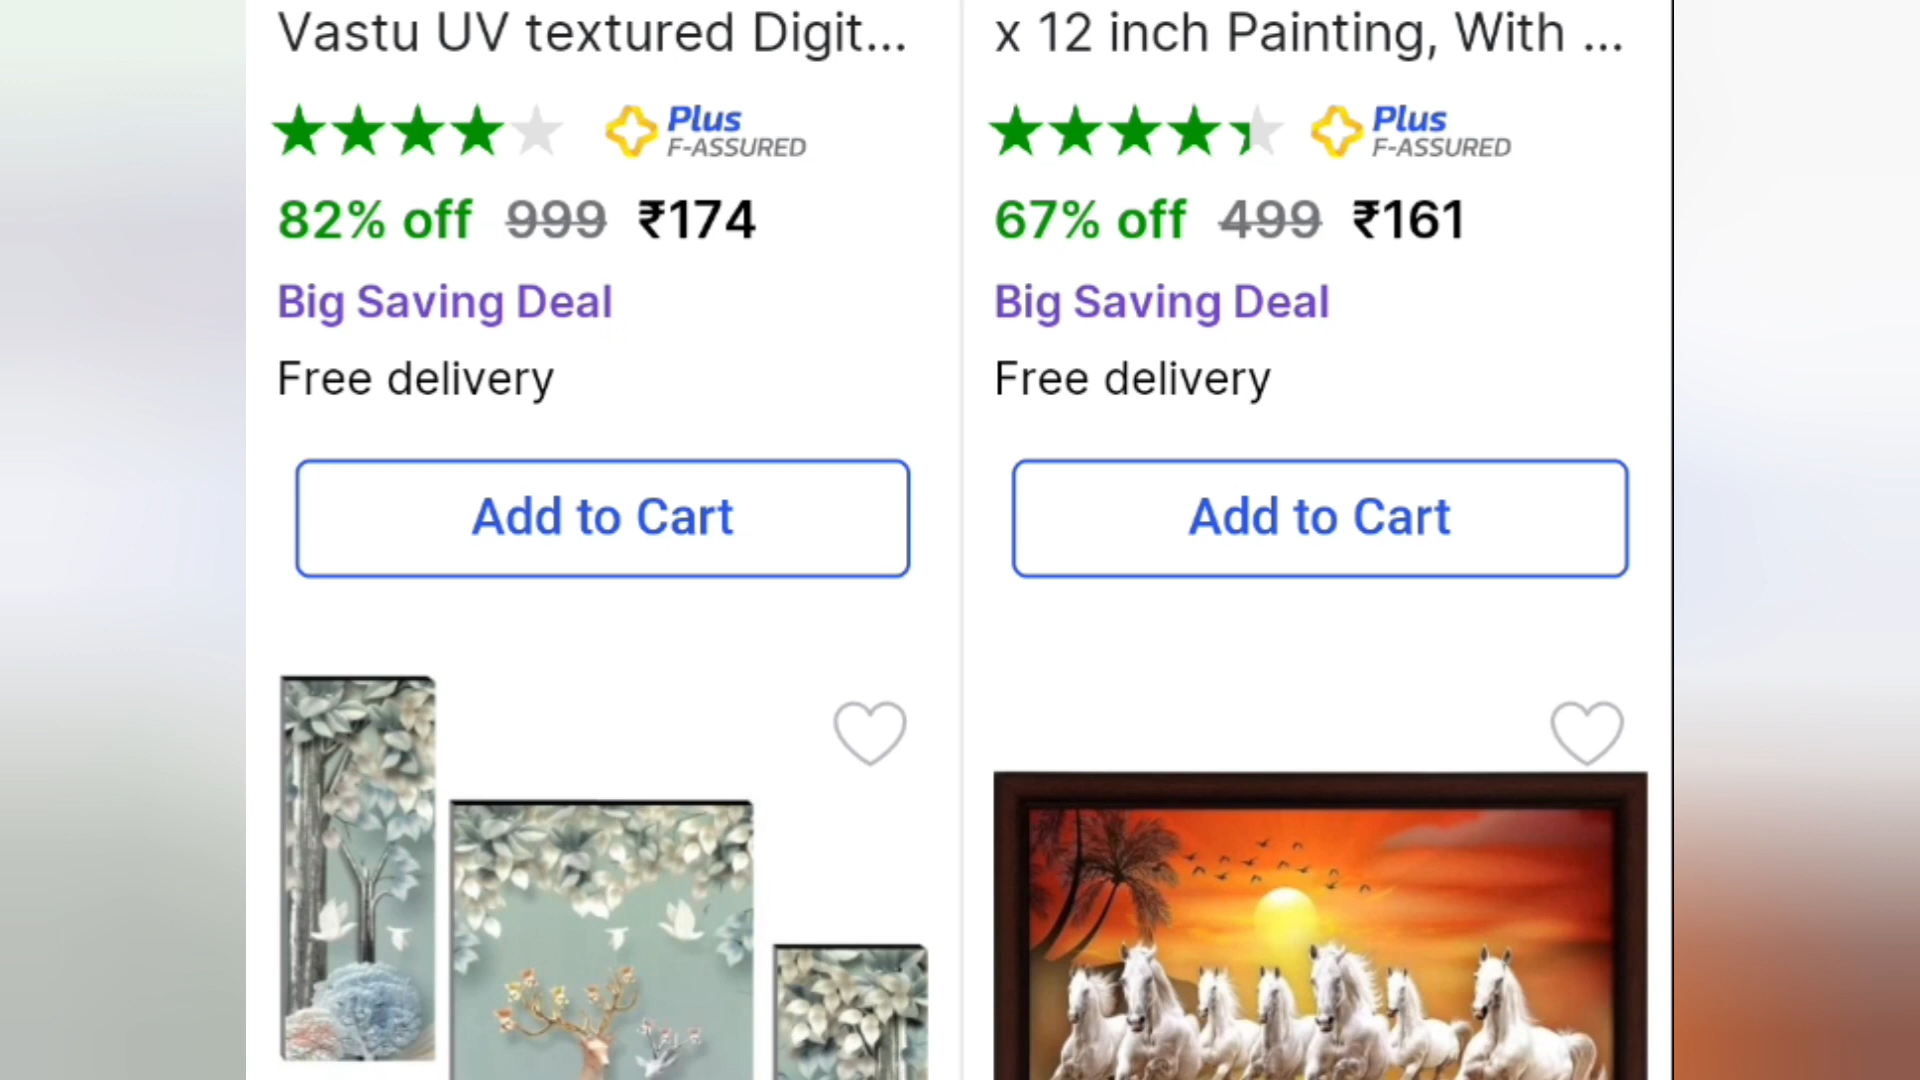 Vastu UV textured Digit...
Plus
F-ASSURED
82% off 999 ₹174
Big Saving Deal
Free delivery
Add to Cart
x 12 inch Painting, With ...
Plus
F-ASSURED
67% off 499 ₹161
Big Saving Deal
Free delivery
Add to Cart